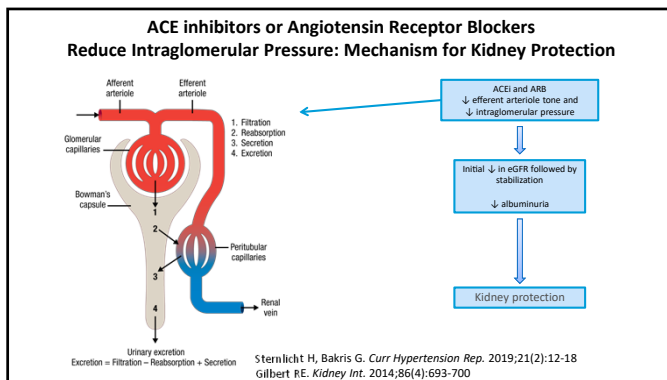 ACE inhibitors or Angiotensin Receptor Blockers
Reduce Intraglomerular Pressure: Mechanism for Kidney Protection
Afferent
arteriole
Efferent
arteriole
1. Filtration
2. Reabsorption
3. Secretion
4. Excretion
Glomerular
capillaries
Bowman's
capsule
1
2
3
4
Peritubular
capillaries
Renal
vein
Urinary excretion
Excretion = Filtration – Reabsorption + Secretion
ACEi and ARB
↓ efferent arteriole tone and
↓ intraglomerular pressure
Initial ↓ in eGFR followed by
stabilization
↓ albuminuria
Kidney protection
Sternlicht H, Bakris G. Curr Hypertension Rep. 2019;21(2):12-18
Gilbert RE. Kidney Int. 2014;86(4):693-700